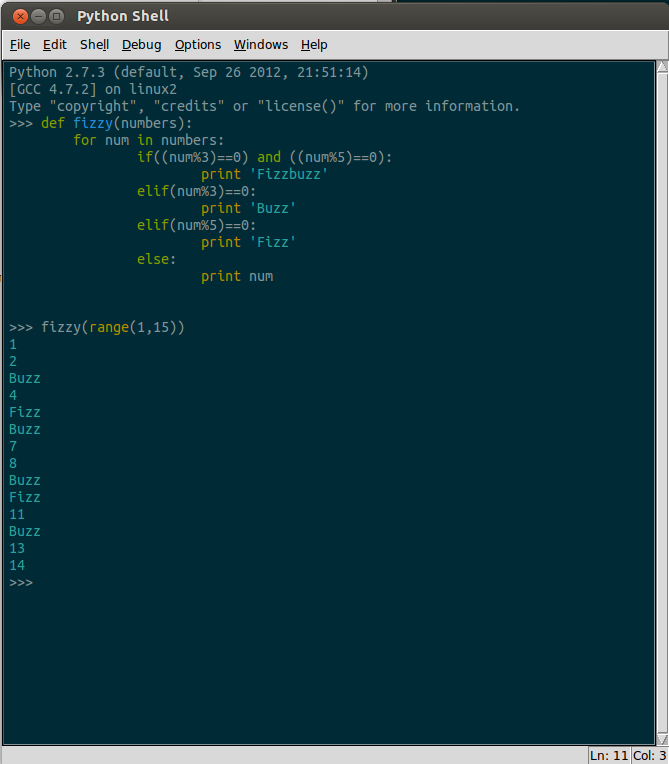 Python Shell
File Edit Shell Debug Options Windows Help
Python 2.7.3 (default, Sep 26 2012, 21:51:14)
[GCC 4.7.2] on linux2
Type "copyright", "credits" or "license()" for more information.
>>> def fizzy(numbers):
        for num in numbers:
                if((num%3)==0) and ((num%5)==0):
                        print 'Fizzbuzz'
                elif(num%3)==0:
                        print 'Buzz'
                elif(num%5)==0:
                        print 'Fizz'
                else:
                        print num
>>> fizzy(range(1,15))
1
2
Buzz
4
Fizz
Buzz
7
8
Buzz
Fizz
11
Buzz
13
14
>>>
Ln: 11 Col: 3